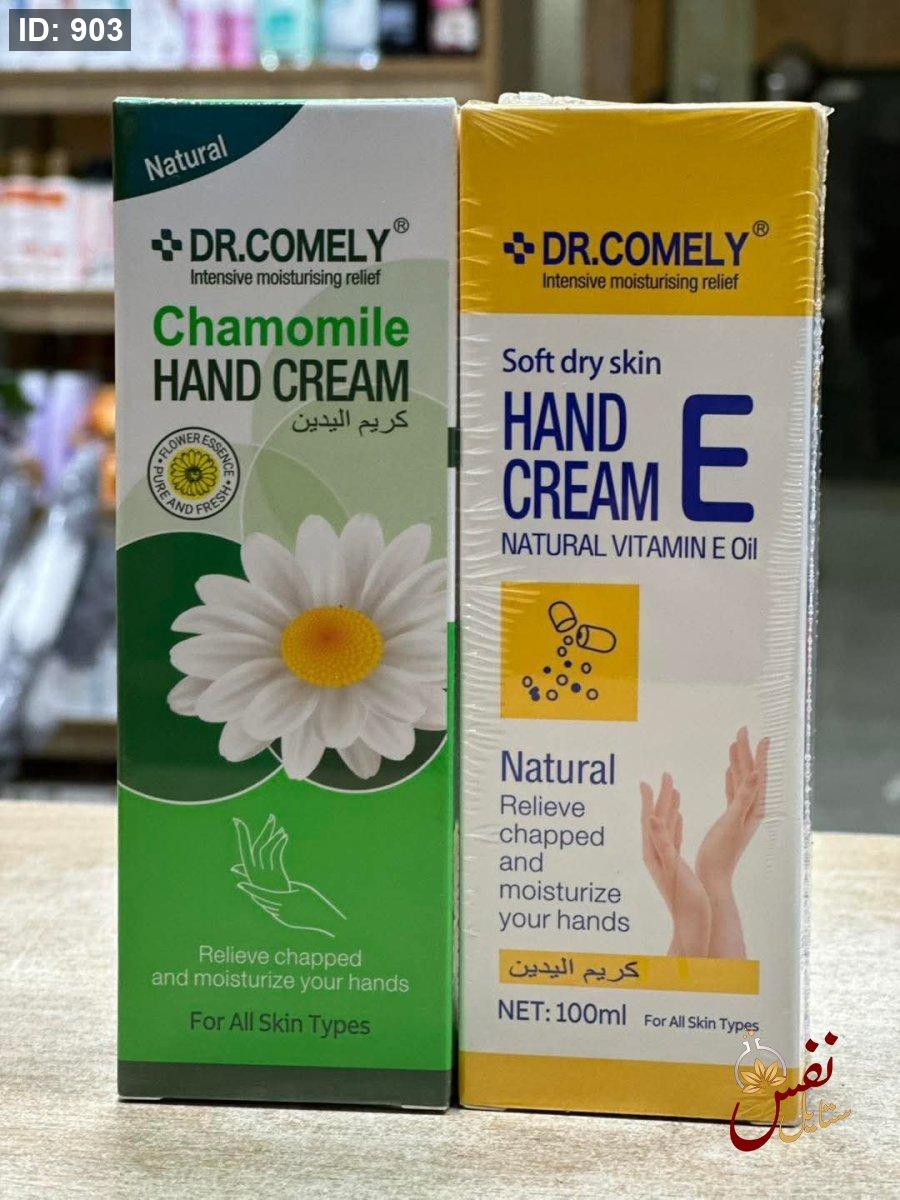 ID: 903
Natural
DR.COMELY®
Intensive moisturising relief
Chamomile
HAND CREAM
كريم اليدين
FLOWER ESSENCE
PURE AND FRESH
Relieve chapped
and moisturize your hands
For All Skin Types
DR.COMELY®
Intensive moisturising relief
Soft dry skin
HAND
CREAM E
NATURAL VITAMIN E Oil
Natural
Relieve
chapped
and
moisturize
your hands
كريم اليدين
NET: 100ml For All Skin Types
نفس
ستايل